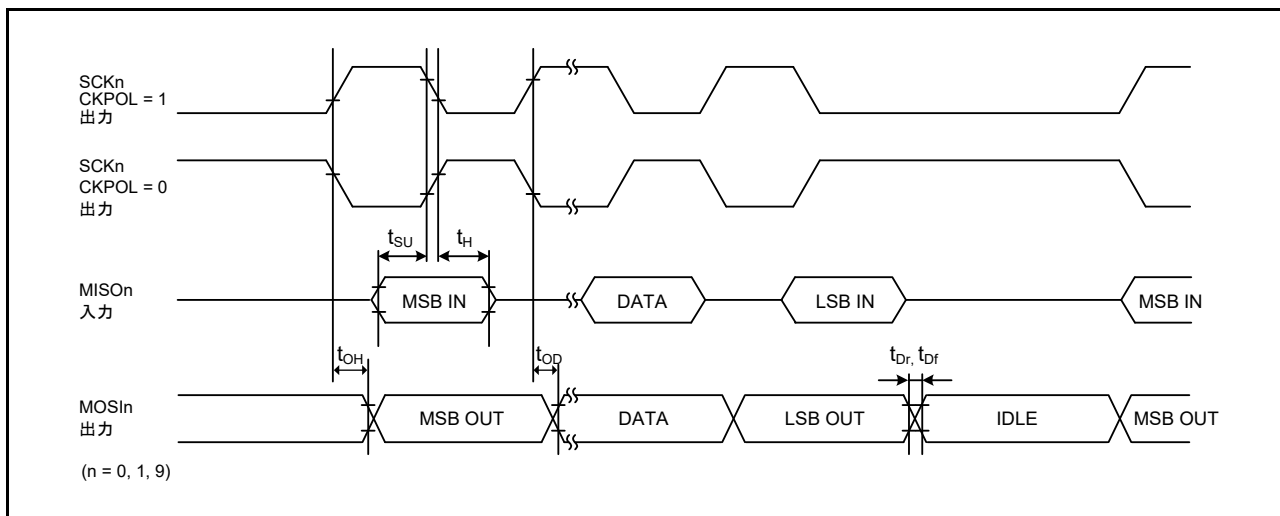 SCKn
CKPOL = 1
出力
SCKn
CKPOL = 0
出力
tSU
tH
MISOn
入力
MSB IN
DATA
LSB IN
MSB IN
tOH
tOD
tDr, tDf
MOSIn
出力
MSB OUT
DATA
LSB OUT
IDLE
MSB OUT
(n = 0, 1, 9)